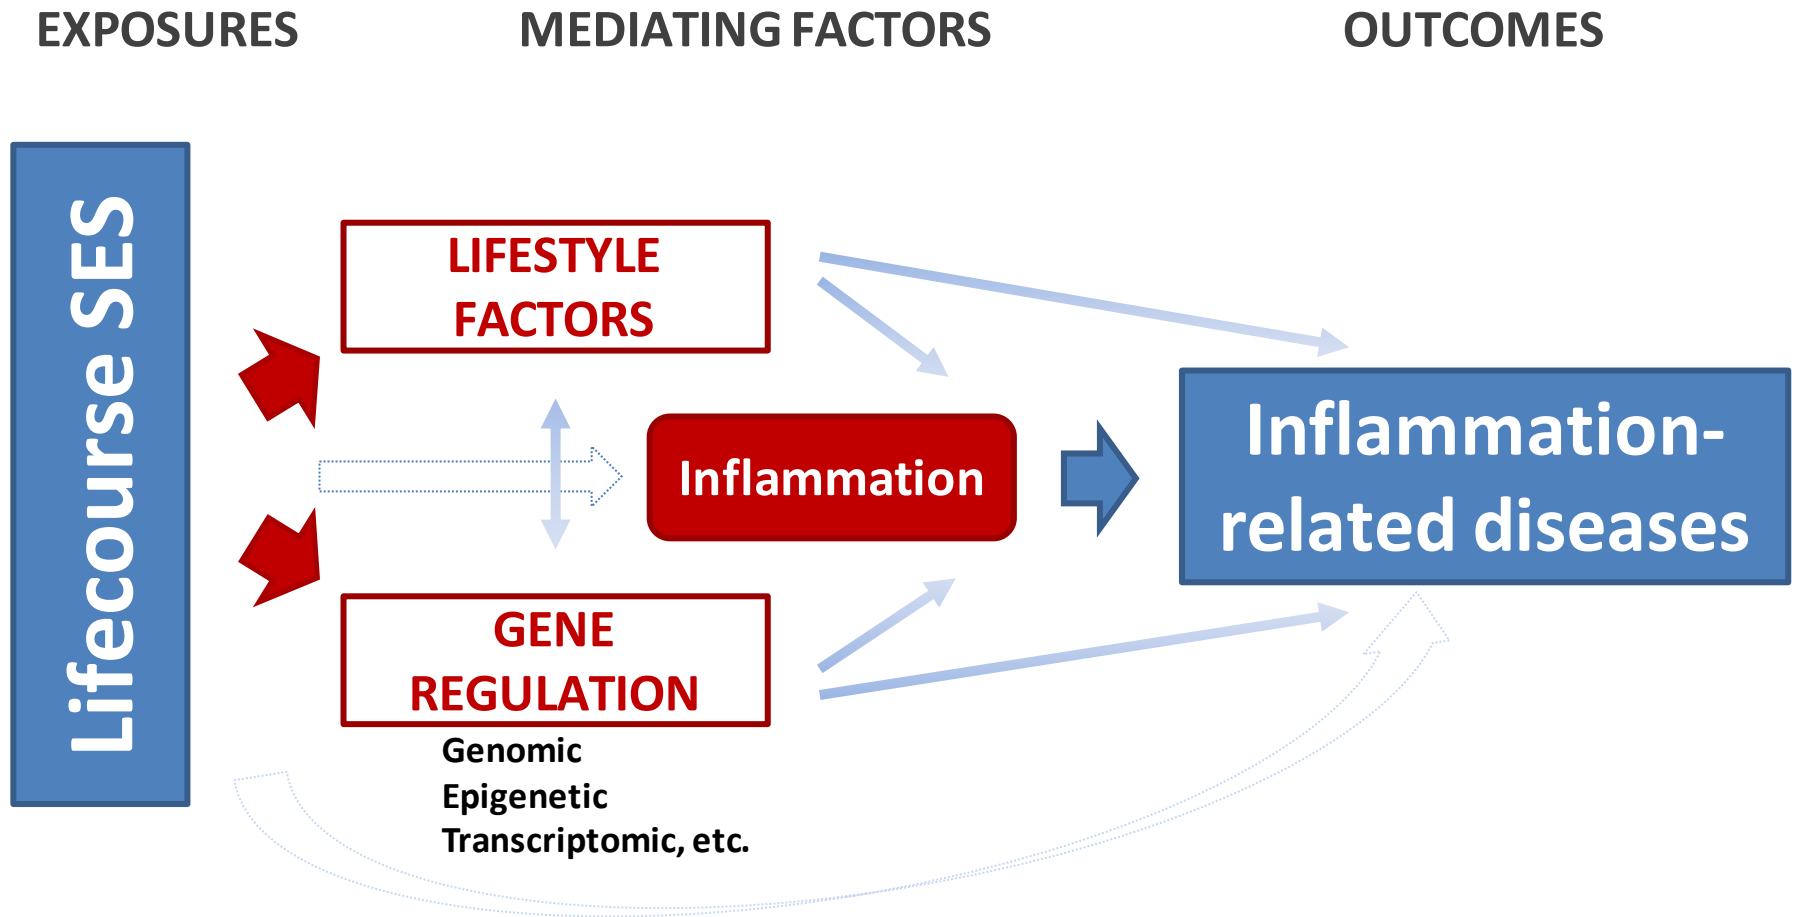 EXPOSURES
MEDIATING FACTORS
OUTCOMES
Lifecourse SES
LIFESTYLE
FACTORS
Inflammation
Inflammation-
related diseases
GENE
REGULATION
Genomic
Epigenetic
Transcriptomic, etc.